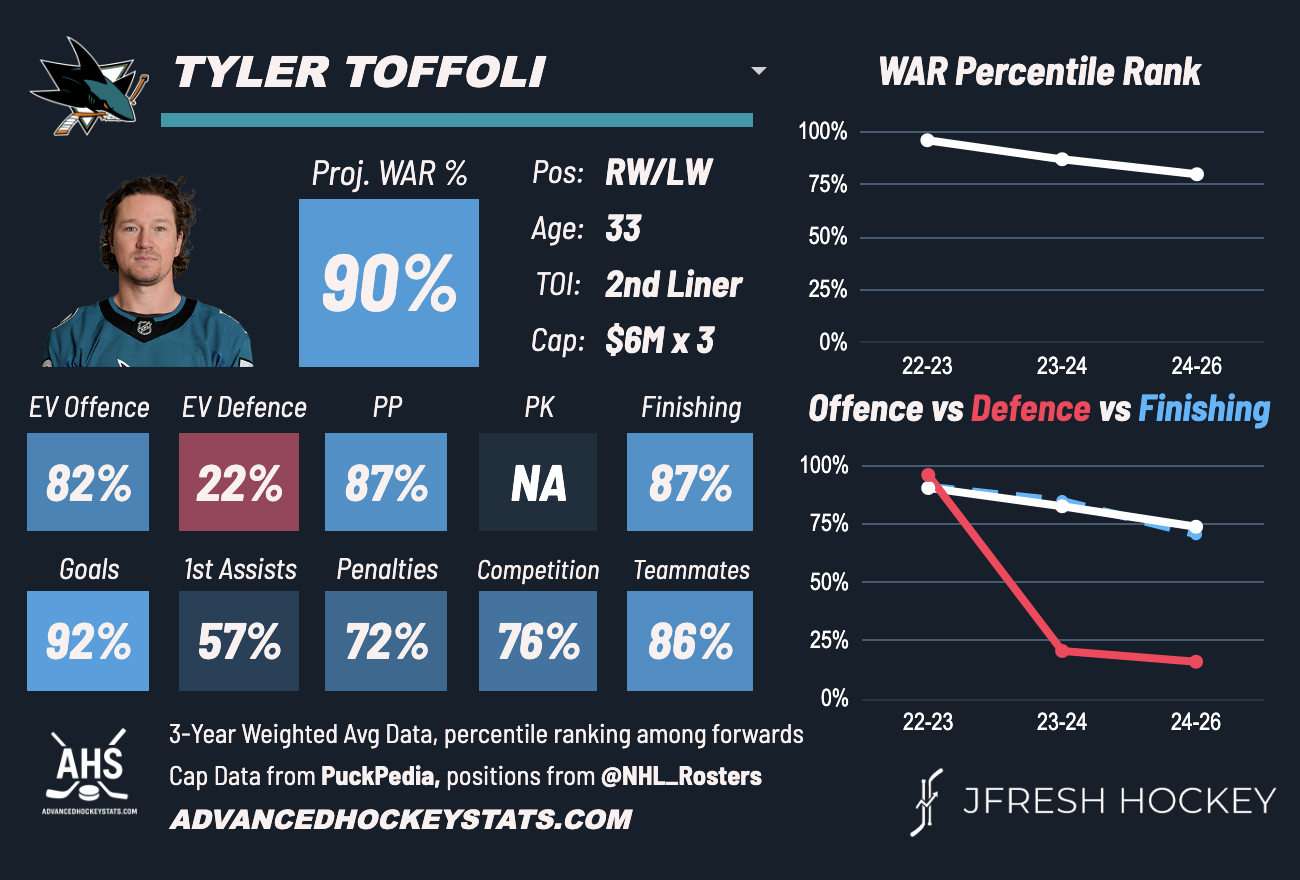 TYLER TOFFOLI
WAR Percentile Rank
Proj. WAR %
90%
Pos: RW/LW
Age: 33
TOI: 2nd Liner
Cap: $6M x 3
100%
75%
50%
25%
0%
22-23 23-24 24-26
EV Offence EV Defence PP PK Finishing
82% 22% 87% NA 87%
Goals 1st Assists Penalties Competition Teammates
92% 57% 72% 76% 86%
Offence vs Defence vs Finishing
100%
75%
50%
25%
0%
22-23 23-24 24-26
AHS
ADVANCEDHOCKEYSTATS.COM
3-Year Weighted Avg Data, percentile ranking among forwards
Cap Data from PuckPedia, positions from @NHL_Rosters
ADVANCEDHOCKEYSTATS.COM
JFRESH HOCKEY